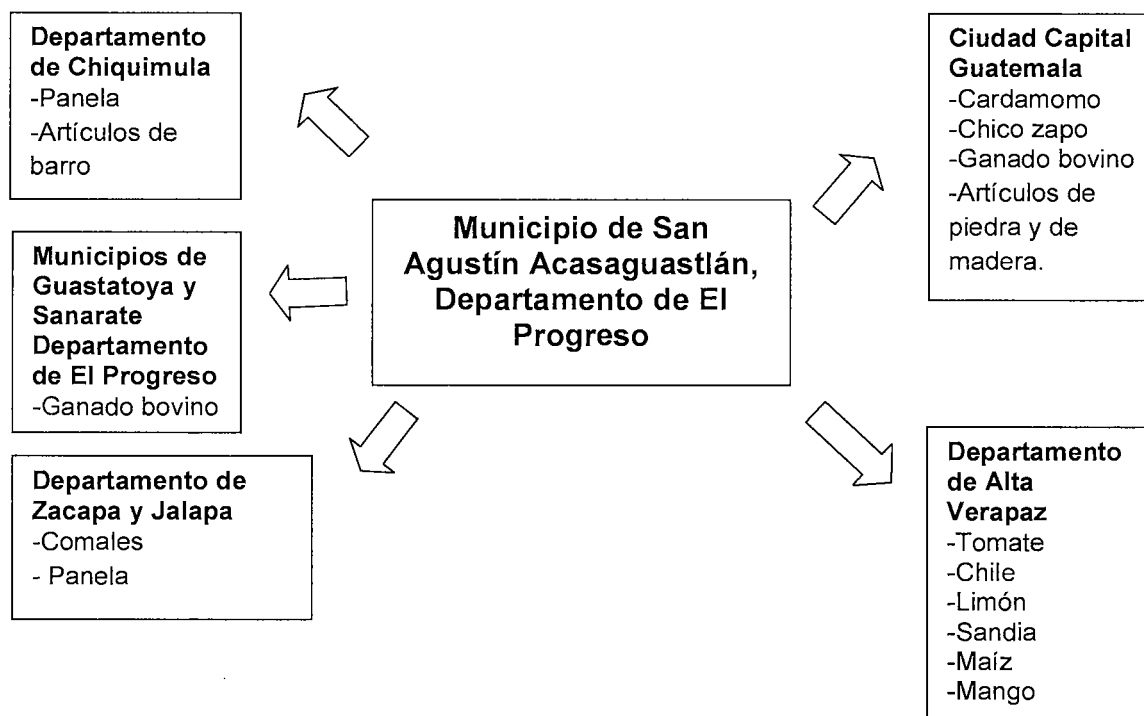 Departamento
de Chiquimula
-Panela
-Artículos de
barro
Municipios de
Guastatoya y
Sanarate
Departamento
de El Progreso
-Ganado bovino
Departamento de
Zacapa y Jalapa
-Comales
- Panela
Municipio de San
Agustín Acasaguastlán,
Departamento de El
Progreso
Ciudad Capital
Guatemala
-Cardamomo
-Chico zapo
-Ganado bovino
-Artículos de
piedra y de
madera.
Departamento
de Alta
Verapaz
-Tomate
-Chile
-Limón
-Sandia
-Maíz
-Mango